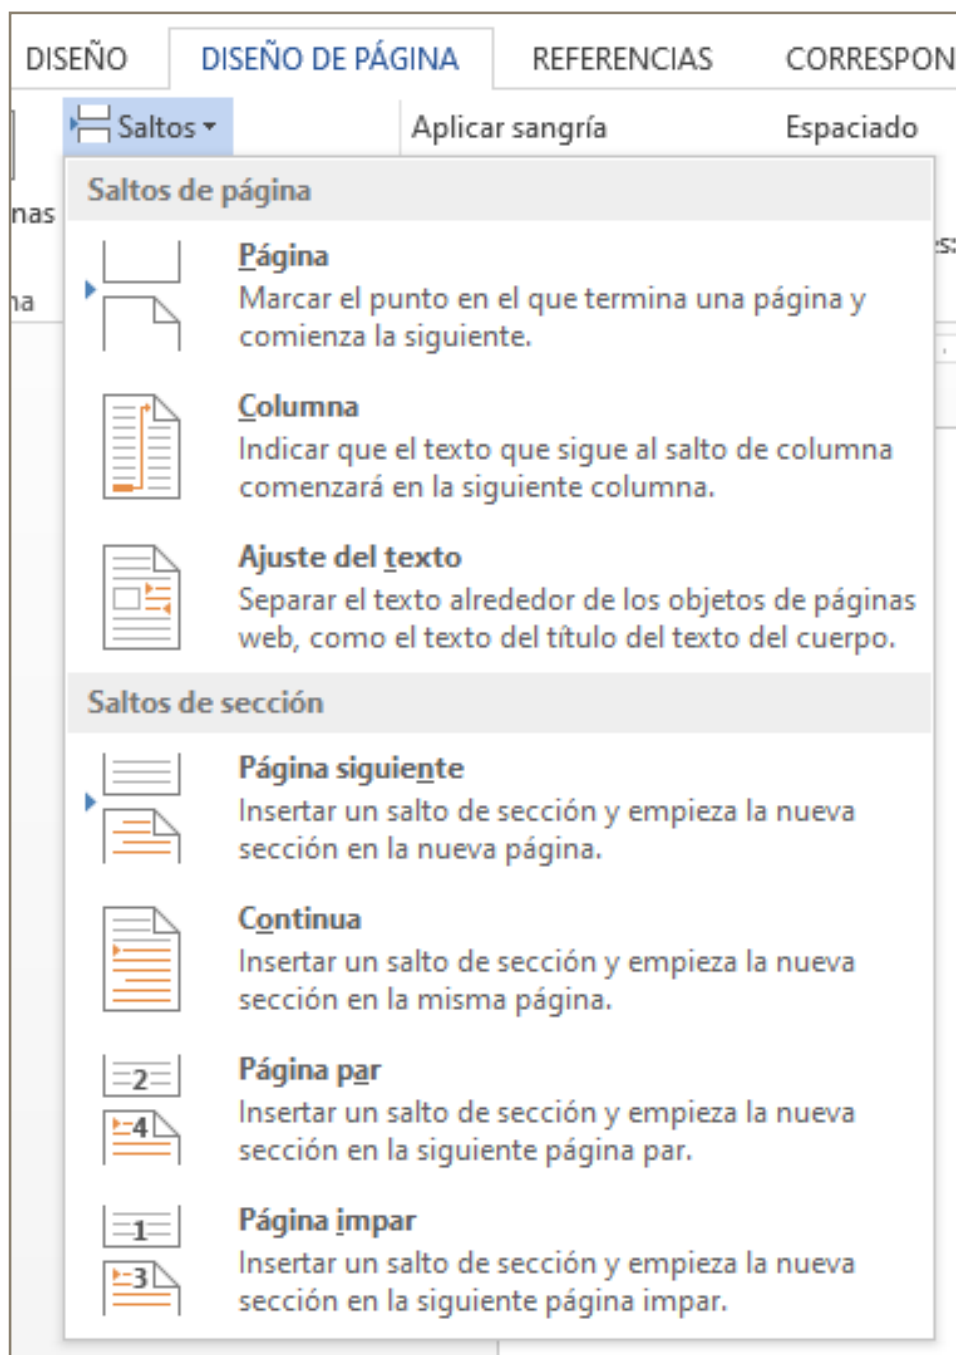 DISEÑO DISEÑO DE PÁGINA REFERENCIAS CORRESPON
Saltos Aplicar sangría Espaciado
Saltos de página
nas
Página
Marcar el punto en el que termina una página y
comienza la siguiente.
Columna
Indicar que el texto que sigue al salto de columna
comenzará en la siguiente columna.
Ajuste del texto
Separar el texto alrededor de los objetos de páginas
web, como el texto del título del texto del cuerpo.
Saltos de sección
Página siguiente
Insertar un salto de sección y empieza la nueva
sección en la nueva página.
Continua
Insertar un salto de sección y empieza la nueva
sección en la misma página.
2
4
Página par
Insertar un salto de sección y empieza la nueva
sección en la siguiente página par.
1
3
Página impar
Insertar un salto de sección y empieza la nueva
sección en la siguiente página impar.